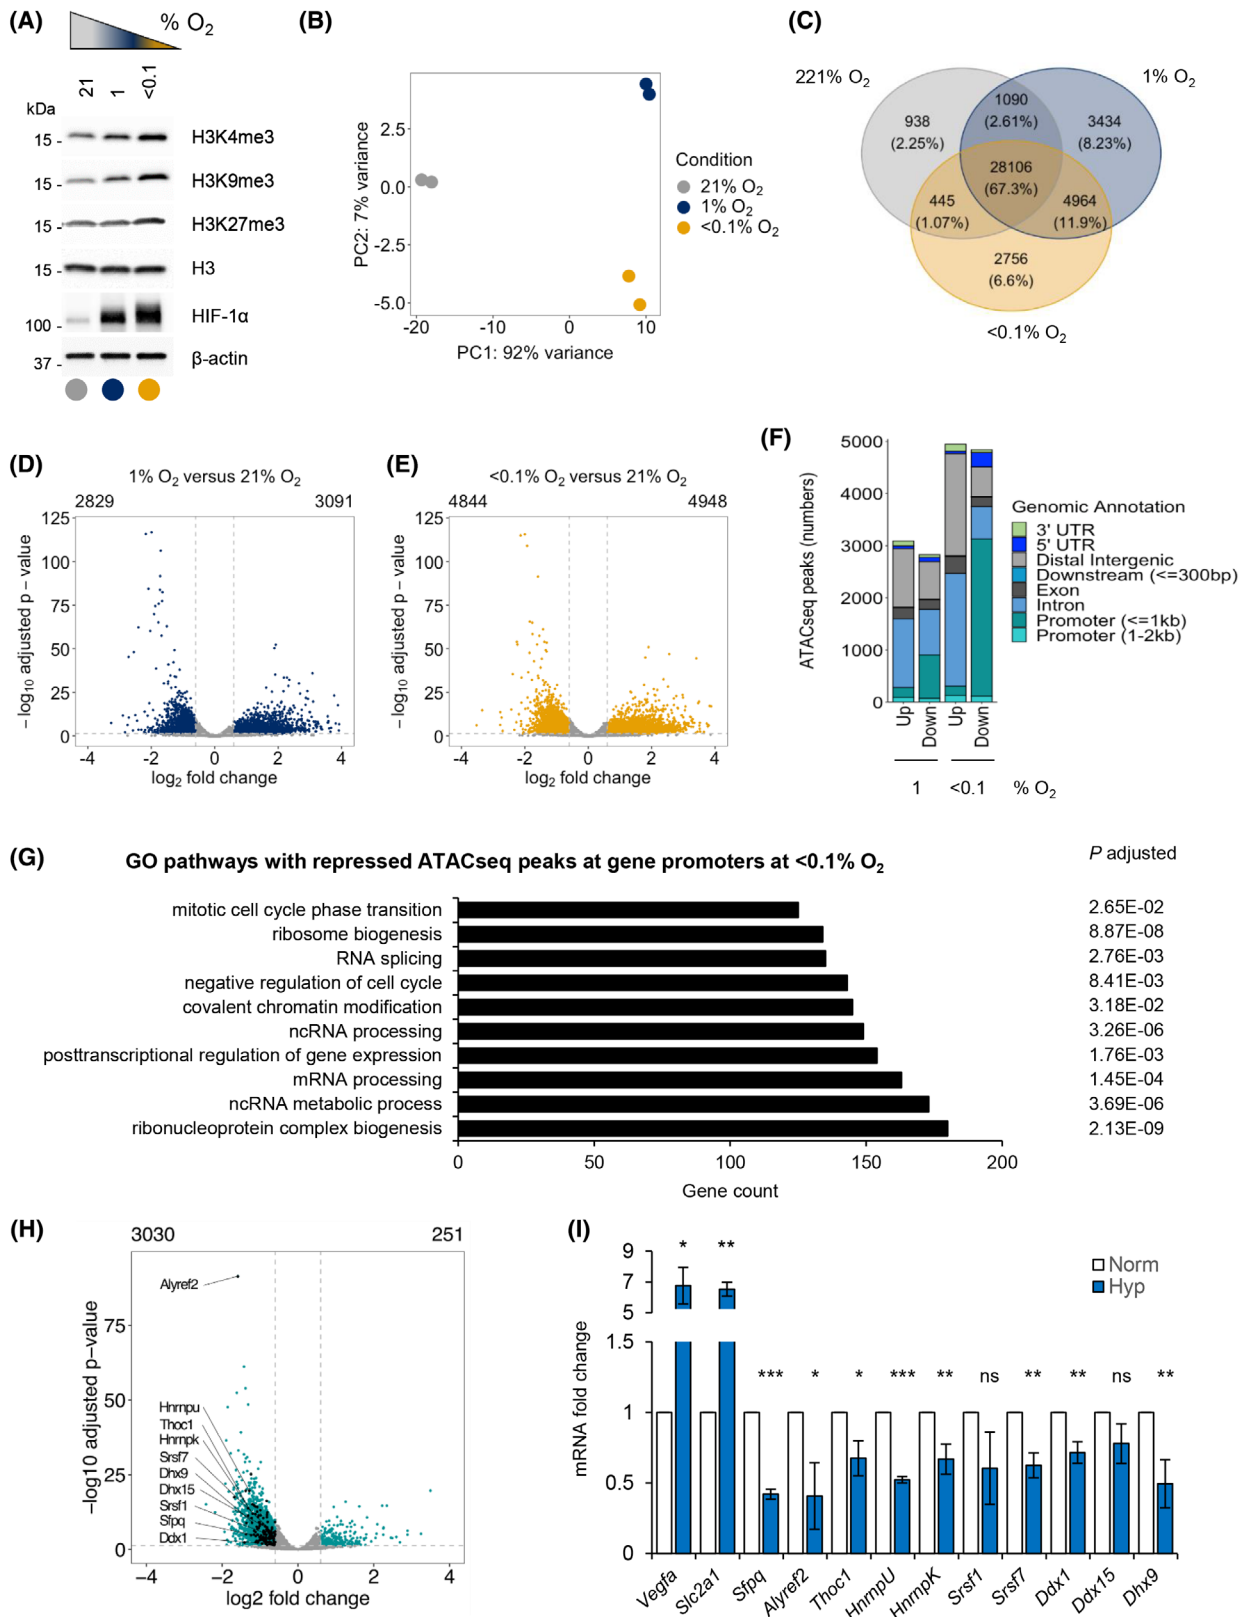 (A)
% O2
21
1
<0.1
kDa
15 -
H3K4me3
15 -
H3K9me3
15 -
H3K27me3
15 -
H3
100 -
HIF-1α
37 -
β-actin
(B)
2.5
0.0
-2.5
-5.0
PC2: 7% variance
-20
-10
0
10
PC1: 92% variance
Condition
21% O2
1% O2
<0.1% O2
(C)
221% O2
1% O2
938
(2.25%)
1090
(2.61%)
3434
(8.23%)
28106
(67.3%)
445
(1.07%)
4964
(11.9%)
2756
(6.6%)
<0.1% O2
(D)
1% O2 versus 21% O2
2829
3091
125
100
75
50
25
0
−log10 adjusted p − value
-4
-2
0
2
4
log2 fold change
(E)
<0.1% O2 versus 21% O2
4844
4948
125
100
75
50
25
0
−log10 adjusted p − value
-4
-2
0
2
4
log2 fold change
(F)
5000
4000
3000
2000
1000
0
ATACseq peaks (numbers)
Up
Down
Up
Down
1
<0.1
% O2
Genomic Annotation
3' UTR
5' UTR
Distal Intergenic
Downstream (<=300bp)
Exon
Intron
Promoter (<=1kb)
Promoter (1-2kb)
(G)
GO pathways with repressed ATACseq peaks at gene promoters at <0.1% O2
P adjusted
mitotic cell cycle phase transition
2.65E-02
ribosome biogenesis
8.87E-08
RNA splicing
2.76E-03
negative regulation of cell cycle
8.41E-03
covalent chromatin modification
3.18E-02
ncRNA processing
3.26E-06
posttranscriptional regulation of gene expression
1.76E-03
mRNA processing
1.45E-04
ncRNA metabolic process
3.69E-06
ribonucleoprotein complex biogenesis
2.13E-09
0
50
100
150
200
Gene count
(H)
3030
251
Alyref2
75
50
25
0
−log10 adjusted p−value
Hnrnpu
Thoc1
Hnrnpk
Srsf7
Dhx9
Dhx15
Srsf1
Sfpq
Ddx1
−4
−2
0
2
4
log2 fold change
(I)
9
7
5
1.5
1
0.5
0
mRNA fold change
*
**
***
*
*
***
**
ns
**
**
ns
**
Norm
Hyp
Vegfa
Slc2a1
Sfpq
Alyref2
Thoc1
HnrnpU
HnrnpK
Srsf1
Srsf7
Ddx1
Ddx15
Dhx9